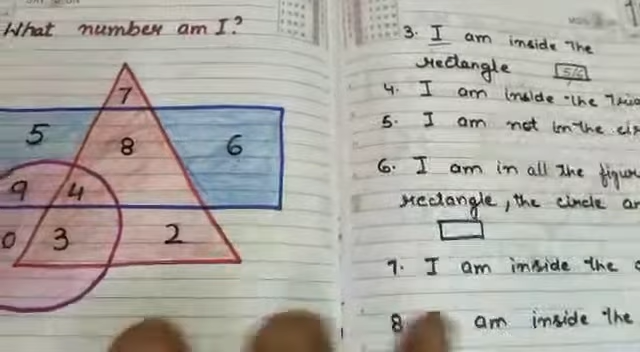 What number am I?
7
5
8
6
9
4
0
3
2
3. I am inside the
rectangle
4. I am inside the
5. I am not in the
6. I am in all the
rectangle, the circle
7. I am inside the
8 am inside the